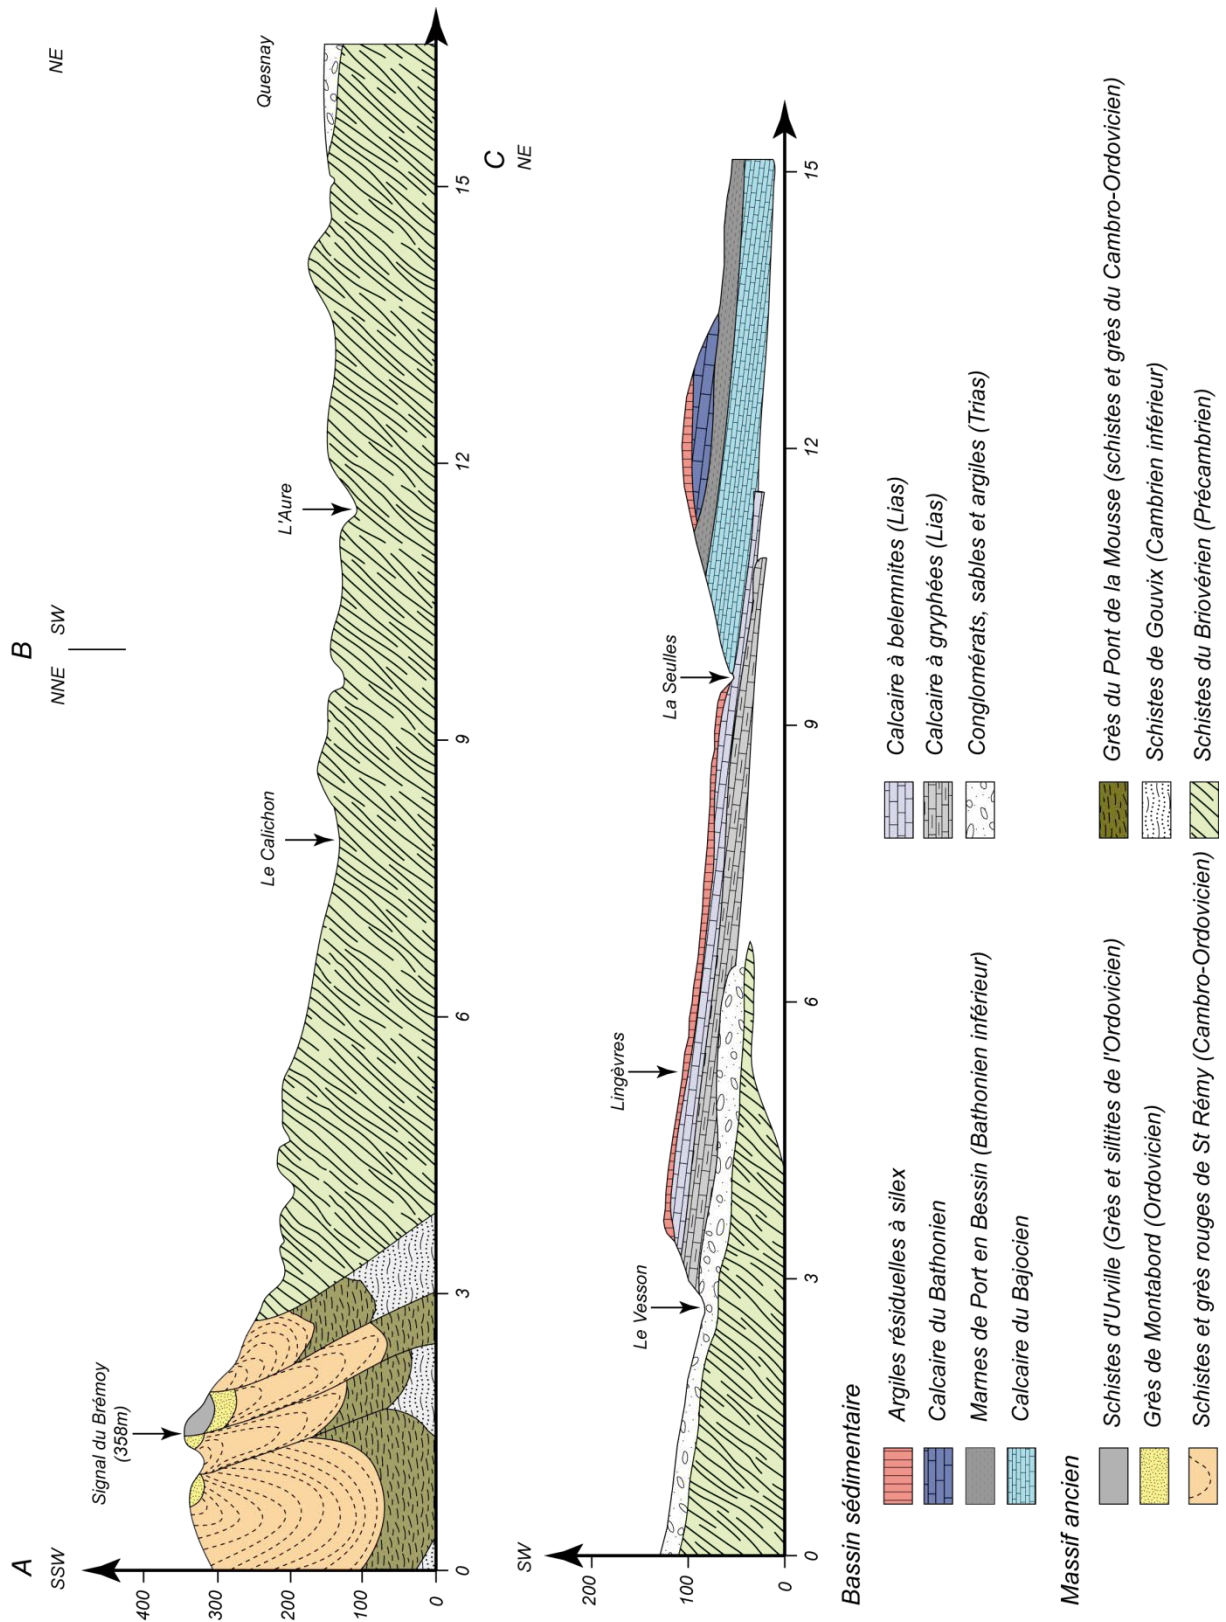 A
B
SSW
NNE
SW
NE
Signal du Brémoy
(358m)
Le Calichon
L'Aure
Quesnay
400
300
200
100
0
0
3
6
9
12
15
C
SW
NE
Le Vesson
Lingèvres
La Seulles
200
100
0
0
3
6
9
12
15
Bassin sédimentaire
Argiles résiduelles à silex
Calcaire du Bathonien
Marnes de Port en Bessin (Bathonien inférieur)
Calcaire du Bajocien
Calcaire à belemnites (Lias)
Calcaire à gryphées (Lias)
Conglomérats, sables et argiles (Trias)
Massif ancien
Schistes d'Urville (Grès et siltites de l'Ordovicien)
Grès de Montabord (Ordovicien)
Schistes et grès rouges de St Rémy (Cambro-Ordovicien)
Grès du Pont de la Mousse (schistes et grès du Cambro-Ordovicien)
Schistes de Gouvix (Cambrien inférieur)
Schistes du Briovérien (Précambrien)